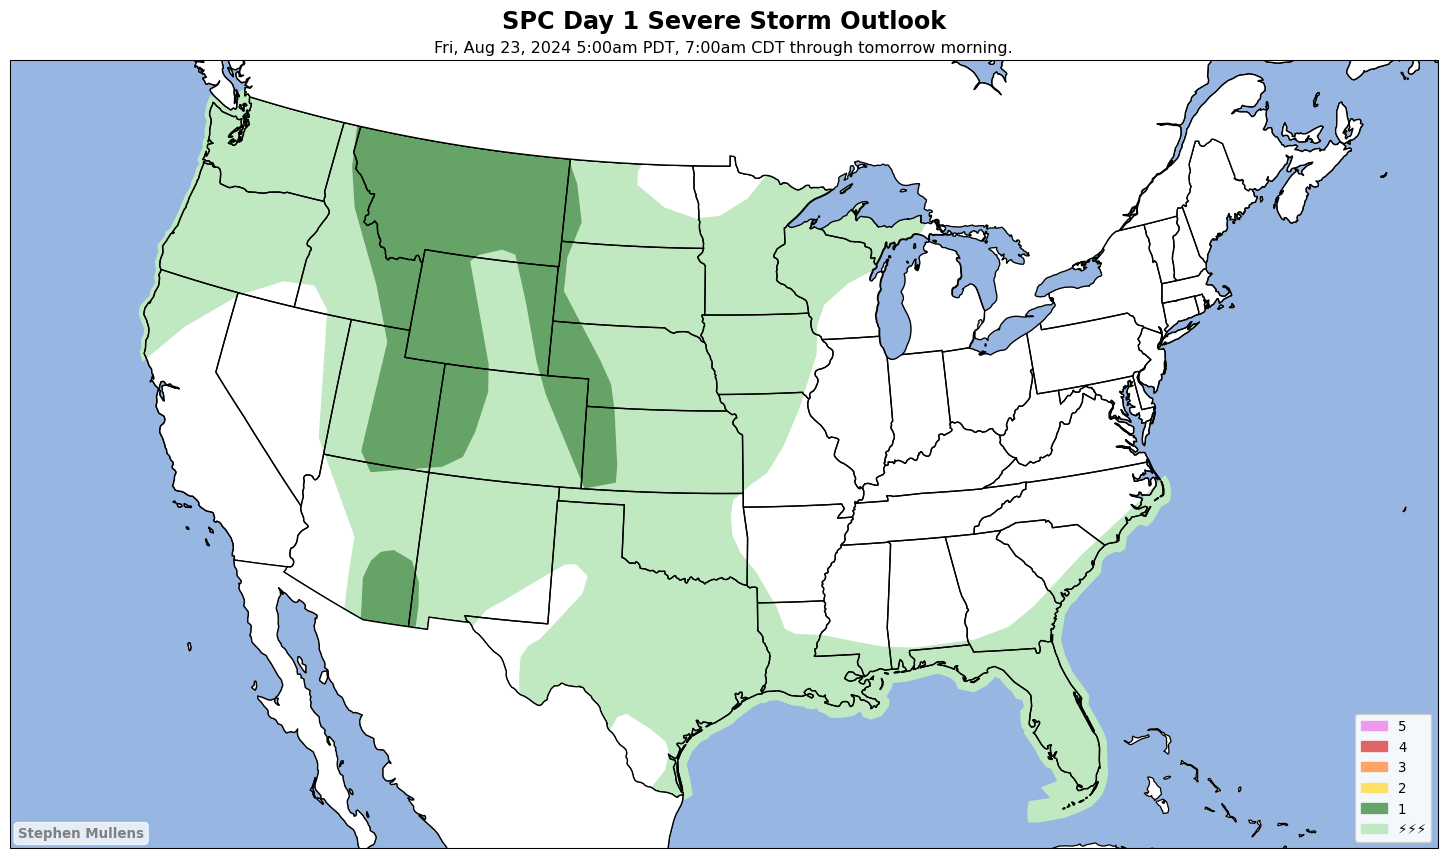 SPC Day 1 Severe Storm Outlook
Fri, Aug 23, 2024 5:00am PDT, 7:00am CDT through tomorrow morning.
5
4
3
2
1
⚡⚡⚡
Stephen Mullens